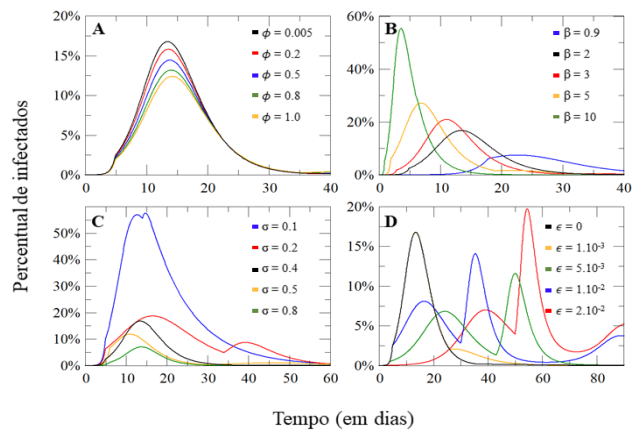 Percentual de infectados
A
20%
15%
10%
5%
0%
ϕ = 0.005
ϕ = 0.2
ϕ = 0.5
ϕ = 0.8
ϕ = 1.0
0 10 20 30 40
B
60%
40%
20%
0%
β = 0.9
β = 2
β = 3
β = 5
β = 10
0 10 20 30 40
C
50%
40%
30%
20%
10%
0%
σ = 0.1
σ = 0.2
σ = 0.4
σ = 0.5
σ = 0.8
0 10 20 30 40 50 60
D
20%
15%
10%
5%
0%
ϵ = 0
ϵ = 1.10⁻³
ϵ = 5.10⁻³
ϵ = 1.10⁻²
ϵ = 2.10⁻²
0 20 40 60 80
Tempo (em dias)